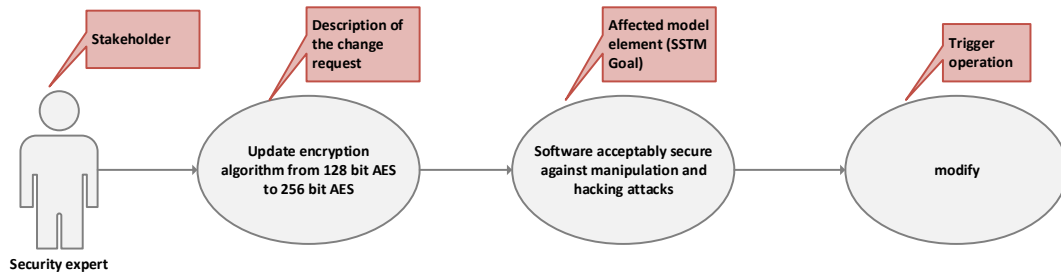 Stakeholder
Description of
the change
request
Affected model
element (SSTM
Goal)
Trigger
operation
Update encryption
algorithm from 128 bit AES
to 256 bit AES
Software acceptably secure
against manipulation and
hacking attacks
modify
Security expert